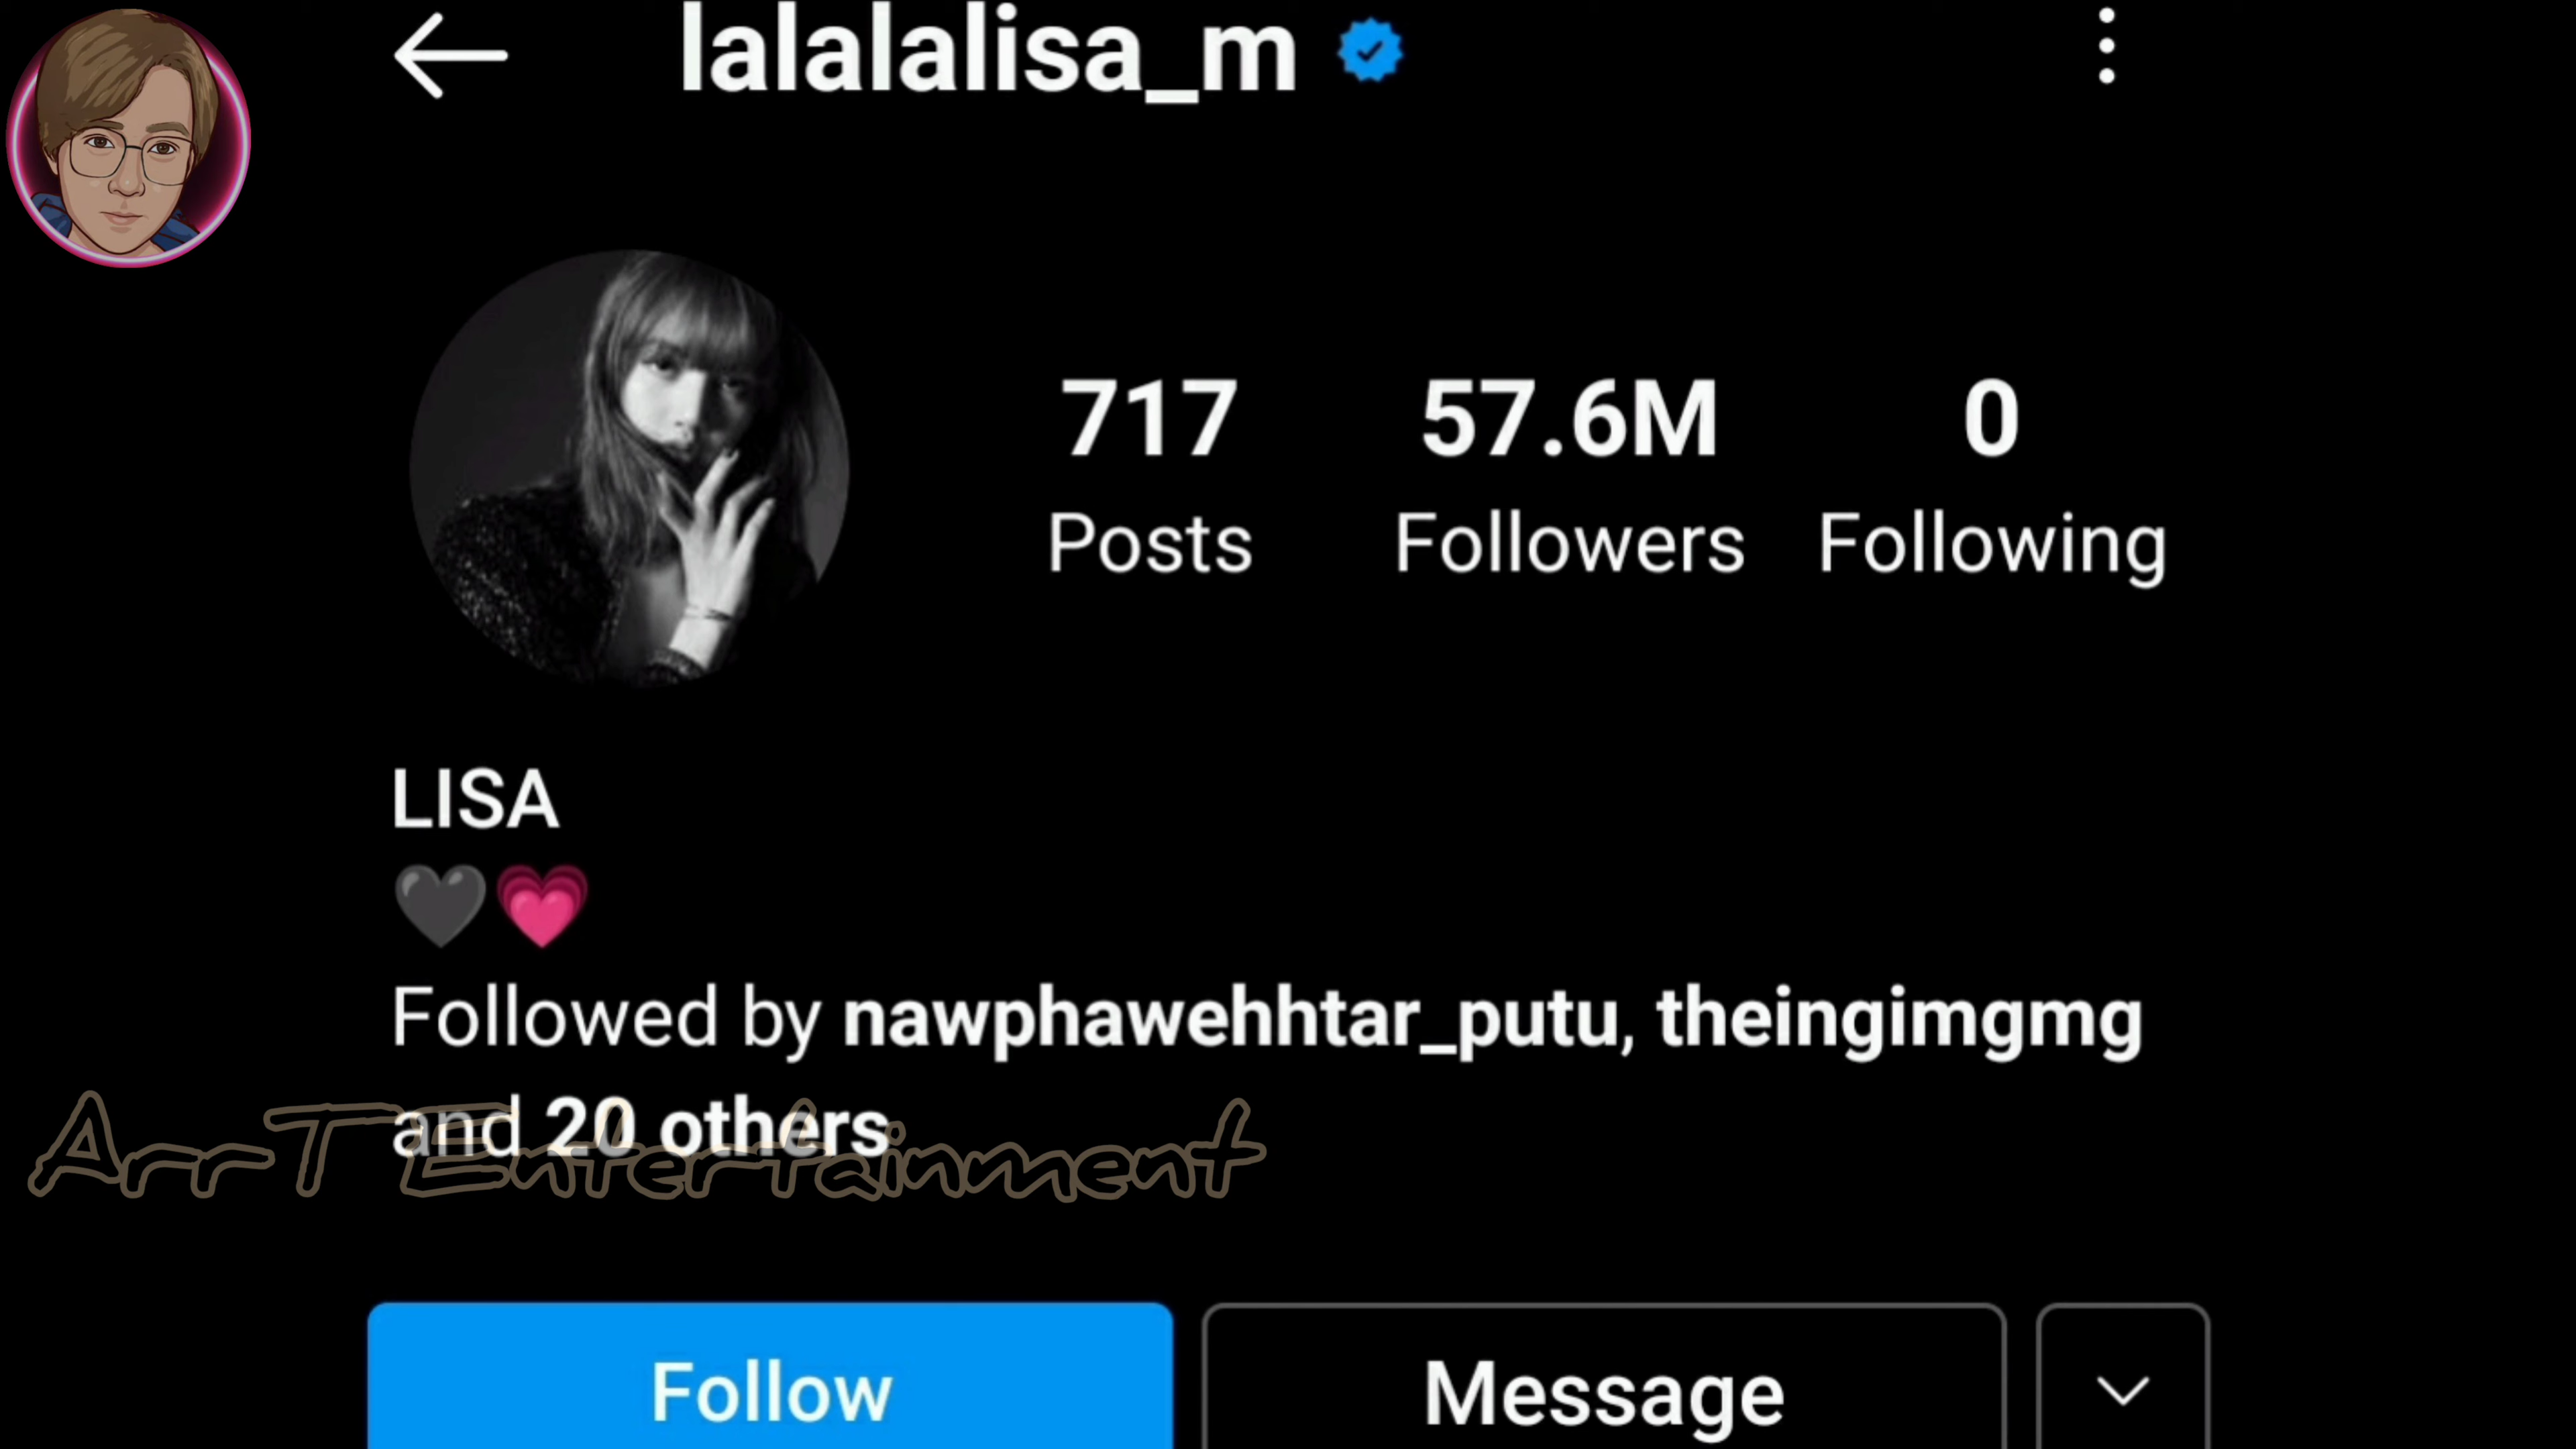 lalalalisa_m
717 57.6M 0
Posts Followers Following
LISA
🖤💗
Followed by nawphawehhtar_putu, theingimgmg
and 20 others
ArrT Entertainment
Follow Message